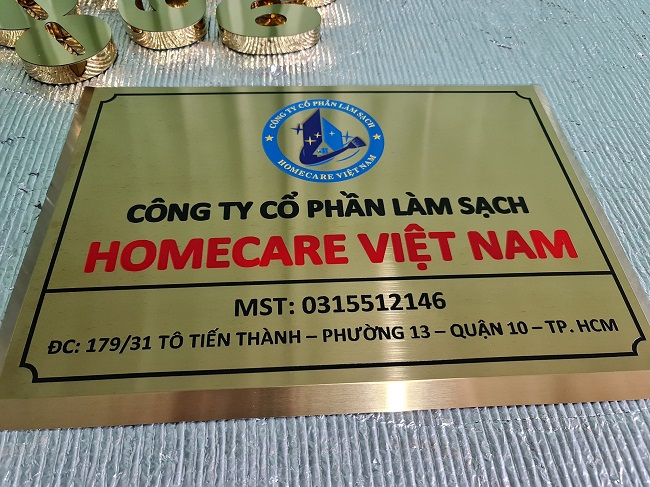 CÔNG TY CỔ PHẦN LÀM SẠCH
HOMECARE VIỆT NAM
CÔNG TY CỔ PHẦN LÀM SẠCH
HOMECARE VIỆT NAM
MST: 0315512146
ĐC: 179/31 TÔ TIẾN THÀNH – PHƯỜNG 13 – QUẬN 10 – TP. HCM